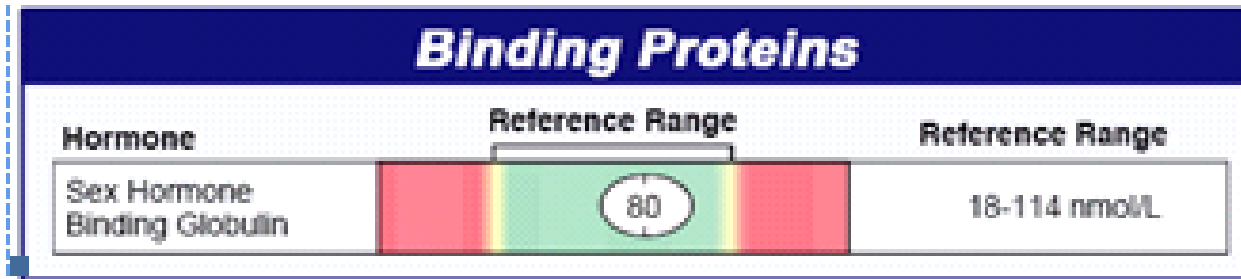 Binding Proteins
Hormone
Reference Range
Reference Range
Sex Hormone
Binding Globulin
80
18-114 nmol/L